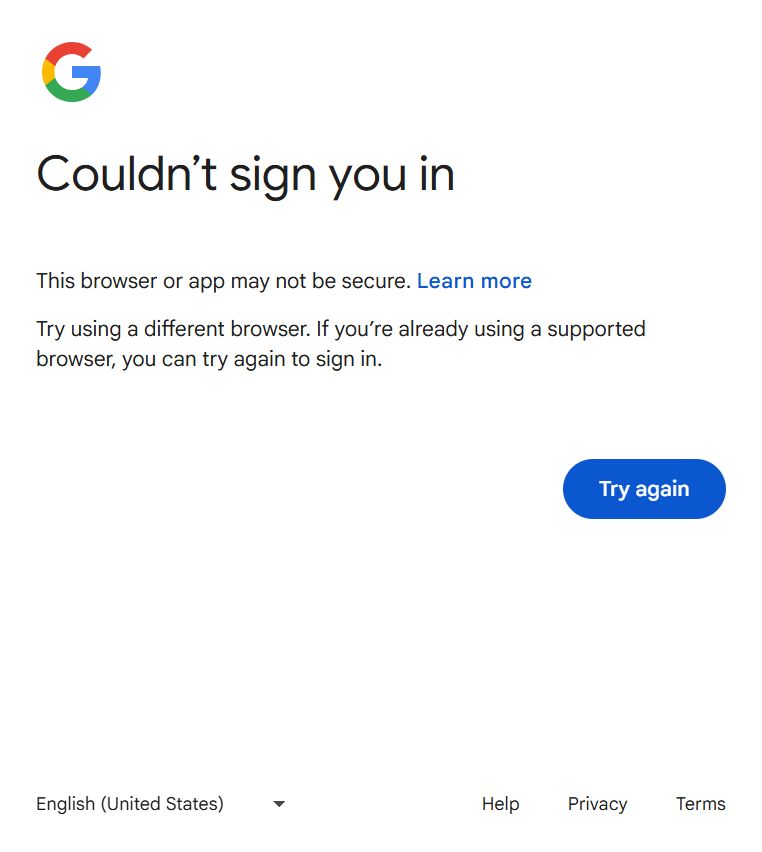 Couldn’t sign you in
This browser or app may not be secure. Learn more
Try using a different browser. If you’re already using a supported
browser, you can try again to sign in.
Try again
English (United States)
Help Privacy Terms